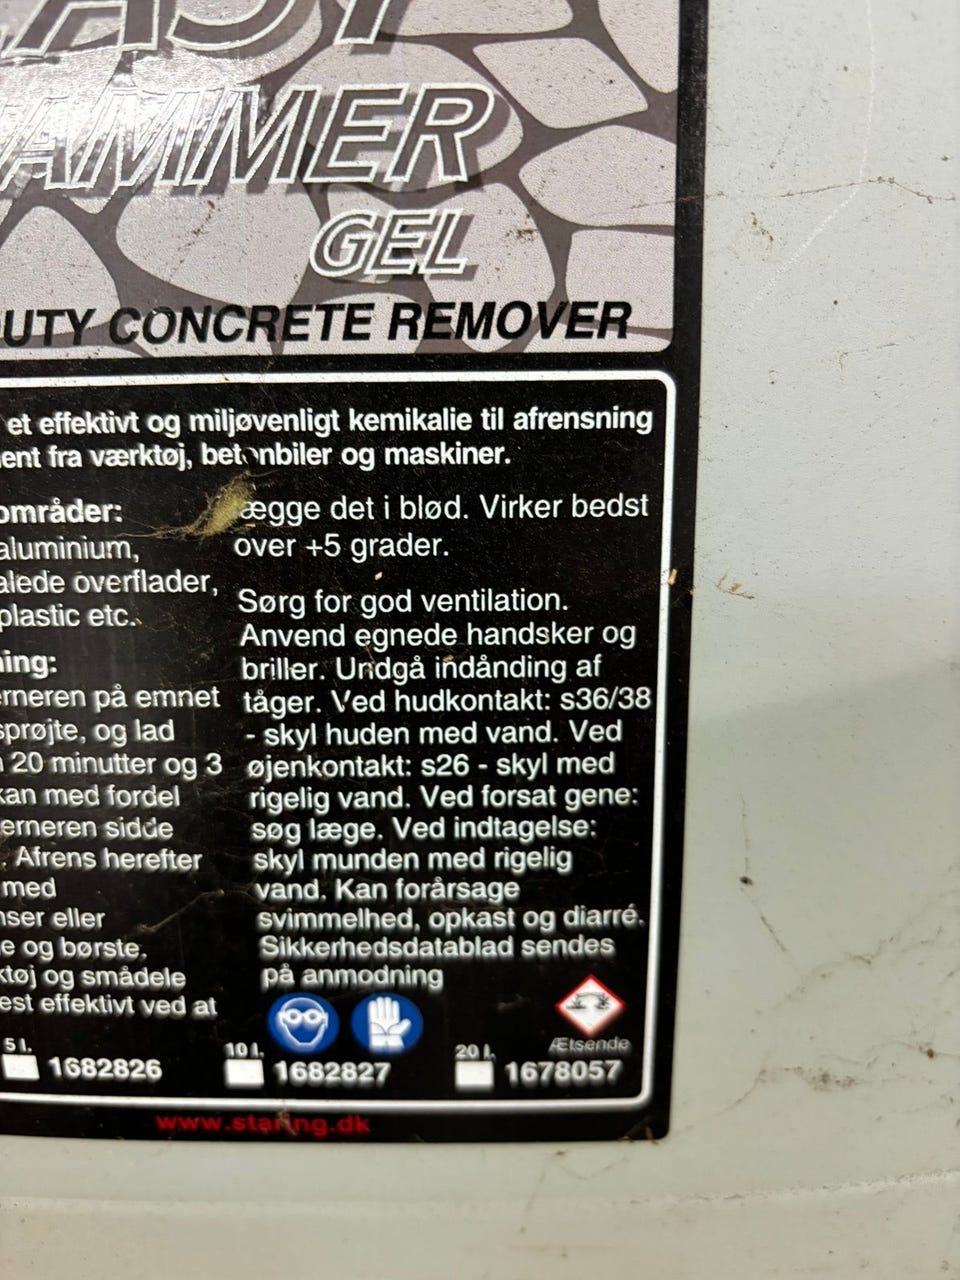 AST
AMMER
GEL
DUTY CONCRETE REMOVER
et effektivt og miljøvenligt kemikalie til afrensning
ent fra værktøj, betonbiler og maskiner.
områder:
aluminium,
alede overflader,
plastic etc.
ing:
erneren på emnet
sprøjte, og lad
20 minutter og 3
kan med fordel
erneren sidde
. Afrens herefter
med
nser eller
e og børste.
ktøj og smådele
est effektivt ved at
lægge det i blød. Virker bedst
over +5 grader.
Sørg for god ventilation.
Anvend egnede handsker og
briller. Undgå indånding af
tåger. Ved hudkontakt: s36/38
- skyl huden med vand. Ved
øjenkontakt: s26 - skyl med
rigelig vand. Ved forsat gene:
søg læge. Ved indtagelse:
skyl munden med rigelig
vand. Kan forårsage
svimmelhed, opkast og diarré.
Sikkerhedsdatablad sendes
på anmodning
Ætsende
5 l. 1682826
10 l. 1682827
20 l. 1678057
www.staring.dk